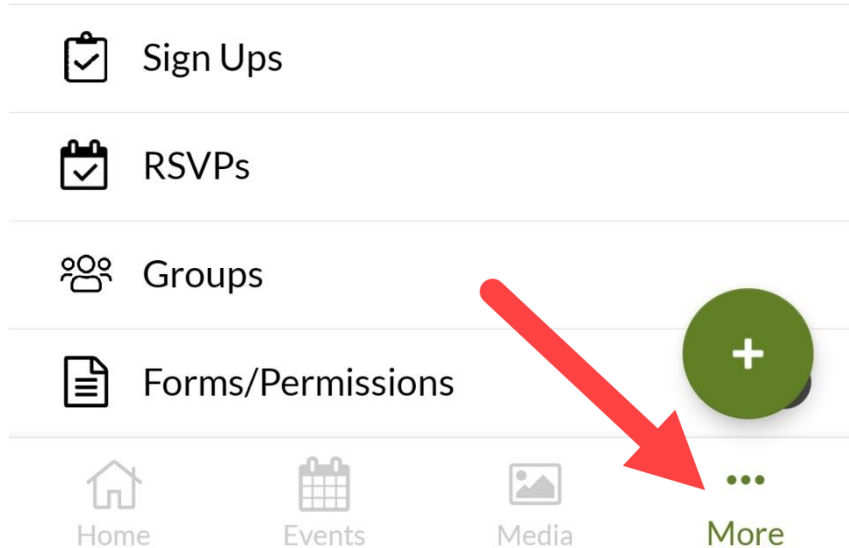 Sign Ups
RSVPs
Groups
Forms/Permissions
Home Events Media More